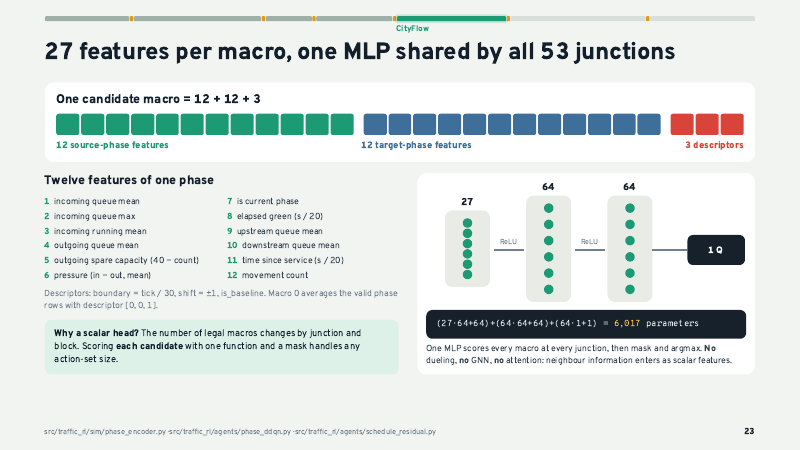 CityFlow
27 features per macro, one MLP shared by all 53 junctions
One candidate macro = 12 + 12 + 3
12 source-phase features
12 target-phase features
3 descriptors
Twelve features of one phase
1 incoming queue mean
2 incoming queue max
3 incoming running mean
4 outgoing queue mean
5 outgoing spare capacity (40 − count)
6 pressure (in − out, mean)
7 is current phase
8 elapsed green (s / 20)
9 upstream queue mean
10 downstream queue mean
11 time since service (s / 20)
12 movement count
Descriptors: boundary = tick / 30, shift = ±1, is_baseline. Macro 0 averages the valid phase
rows with descriptor [0, 0, 1].
Why a scalar head? The number of legal macros changes by junction and
block. Scoring each candidate with one function and a mask handles any
action-set size.
27
64
64
ReLU
ReLU
1 Q
(27·64+64)+(64·64+64)+(64·1+1) = 6,017 parameters
One MLP scores every macro at every junction, then mask and argmax. No
dueling, no GNN, no attention: neighbour information enters as scalar features.
src/traffic_rl/sim/phase_encoder.py · src/traffic_rl/agents/phase_ddqn.py · src/traffic_rl/agents/schedule_residual.py
23